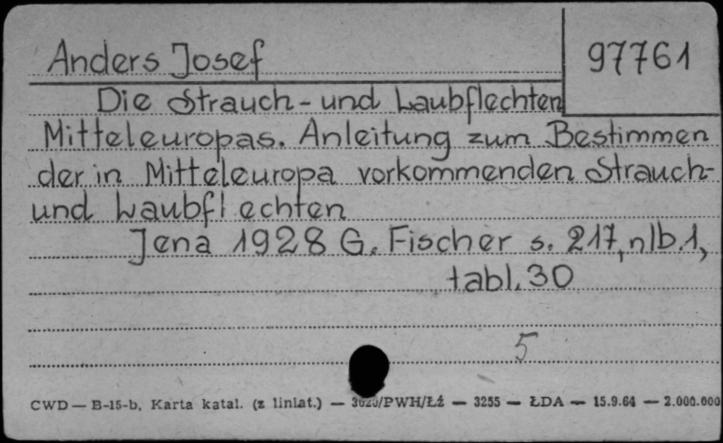 Anders Josef
97761
Die Strauch- und Laubflechten
Mitteleuropas. Anleitung zum Bestimmen
der in Mitteleuropa vorkommenden Strauch-
und Laubflechten
Jena 1928 G. Fischer s. 217, nlb.1,
tabl. 30
5
CWD — B-15-b, Karta katal. (z liniat.) — /PWH/Łź — 3255 — ŁDA — 15.9.64 — 2.000.000